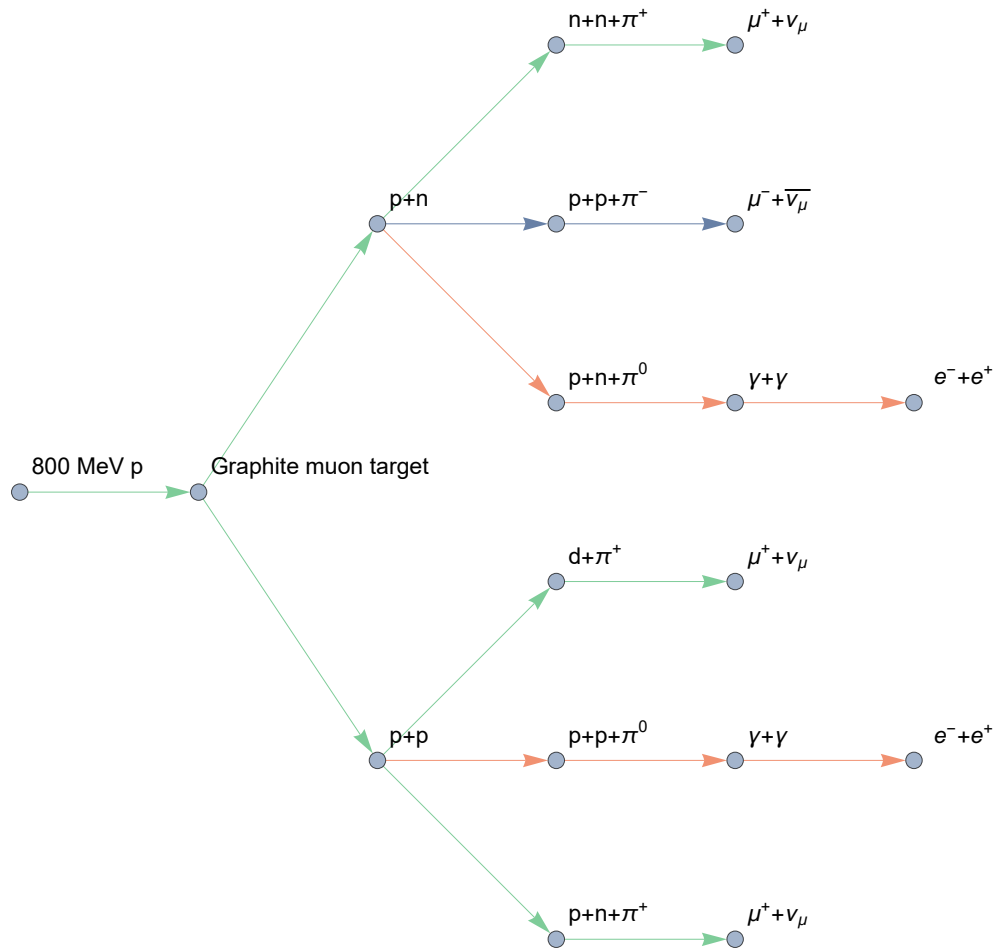 n+n+π⁺ μ⁺+ν_μ
p+n p+p+π⁻ μ⁻+ν̅_μ
p+n+π⁰ γ+γ e⁻+e⁺
800 MeV p Graphite muon target
d+π⁺ μ⁺+ν_μ
p+p p+p+π⁰ γ+γ e⁻+e⁺
p+n+π⁺ μ⁺+ν_μ